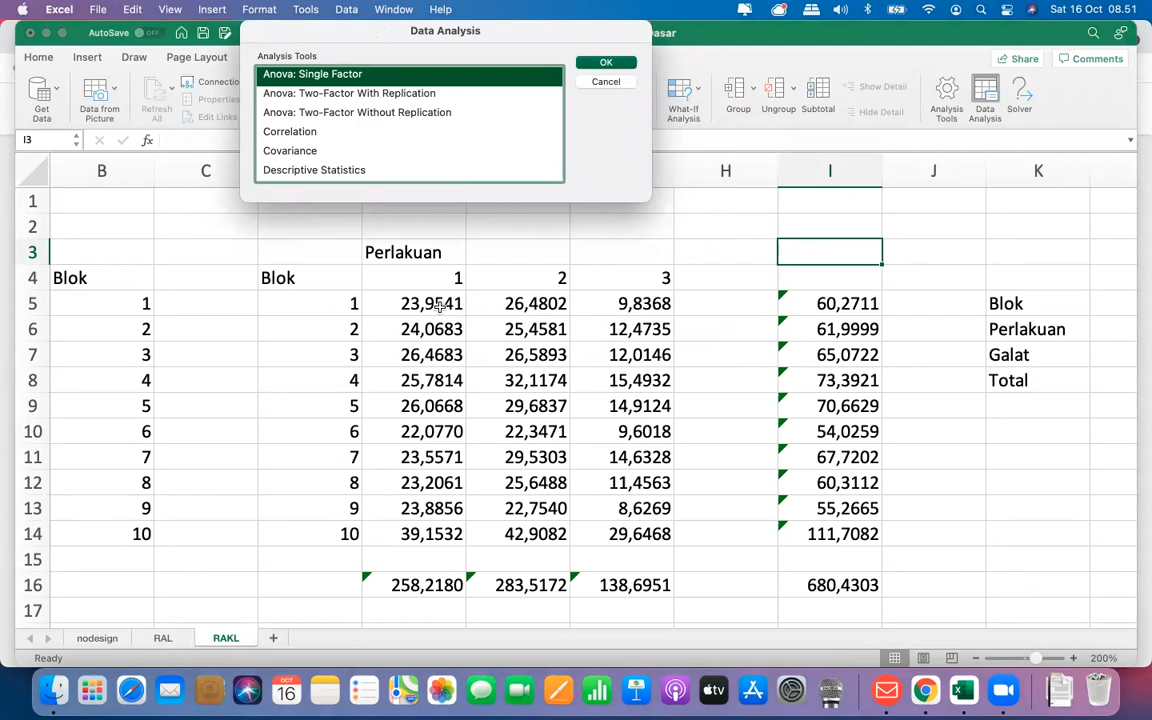 Excel File Edit View Insert Format Tools Data Window Help Sat 16 Oct 08.51
AutoSave OFF Dasar
Data Analysis
Analysis Tools
Anova: Single Factor
Anova: Two-Factor With Replication
Anova: Two-Factor Without Replication
Correlation
Covariance
Descriptive Statistics
OK
Cancel
Home Insert Draw Page Layout Share Comments
Get Data
Data from Picture
Refresh All
Connectio
Properties
Edit Links
What-If Analysis
Group
Ungroup
Subtotal
Show Detail
Hide Detail
Analysis Tools
Data Analysis
Solver
I3 fx
B C H I J K
1
2
3 Perlakuan
4 Blok Blok 1 2 3
5 1 1 23,9541 26,4802 9,8368 60,2711 Blok
6 2 2 24,0683 25,4581 12,4735 61,9999 Perlakuan
7 3 3 26,4683 26,5893 12,0146 65,0722 Galat
8 4 4 25,7814 32,1174 15,4932 73,3921 Total
9 5 5 26,0668 29,6837 14,9124 70,6629
10 6 6 22,0770 22,3471 9,6018 54,0259
11 7 7 23,5571 29,5303 14,6328 67,7202
12 8 8 23,2061 25,6488 11,4563 60,3112
13 9 9 23,8856 22,7540 8,6269 55,2665
14 10 10 39,1532 42,9082 29,6468 111,7082
15
16 258,2180 283,5172 138,6951 680,4303
17
nodesign RAL RAKL +
Ready 200%
OCT
16
tv